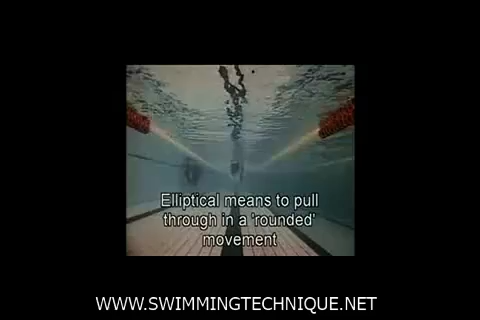 Elliptical means to pull
through in a 'rounded'
movement
WWW.SWIMMINGTECHNIQUE.NET